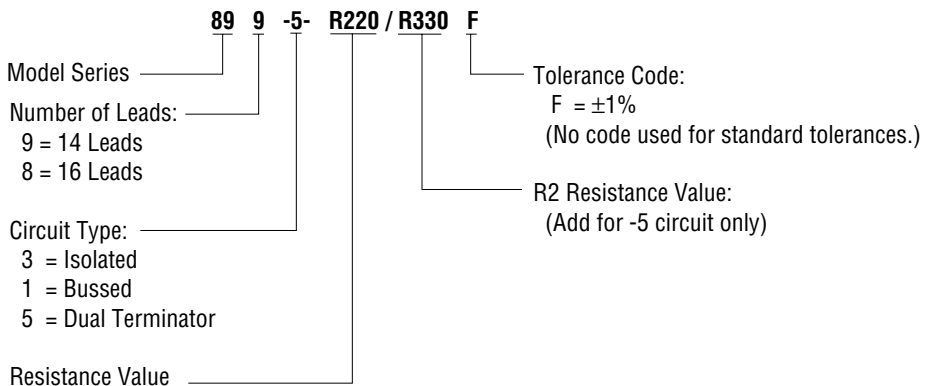 89 9 -5- R220 / R330 F
Model Series
Number of Leads:
9 = 14 Leads
8 = 16 Leads
Circuit Type:
3 = Isolated
1 = Bussed
5 = Dual Terminator
Resistance Value
Tolerance Code:
F = ±1%
(No code used for standard tolerances.)
R2 Resistance Value:
(Add for -5 circuit only)